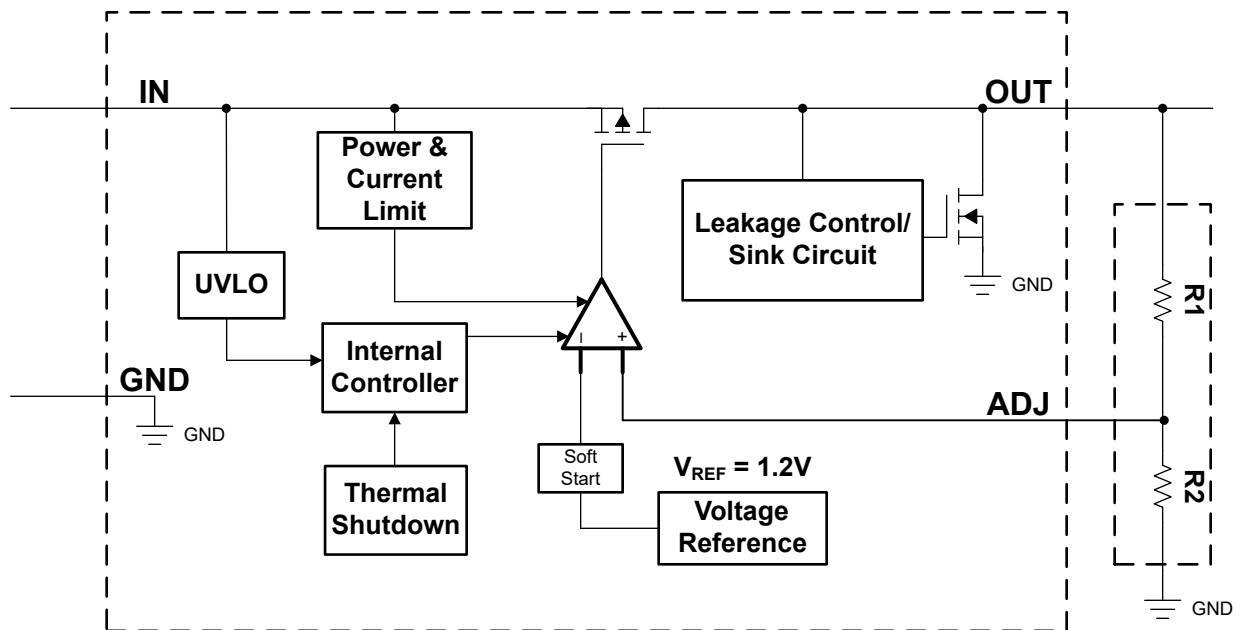 IN
OUT
Power &
Current
Limit
Leakage Control/
Sink Circuit
GND
UVLO
R1
Internal
Controller
GND
GND
ADJ
Soft
Start
VREF = 1.2V
R2
Thermal
Shutdown
Voltage
Reference
GND
– +